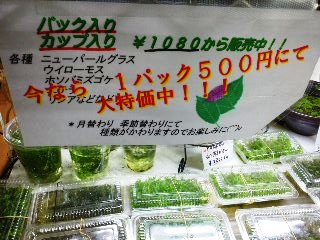 パック入り
カップ入り ￥１０８０から販売中！！
各種 ニューパールグラス
ウイローモス
ホソバミズゴケ
リシアなどなど
今なら １パック５００円にて
大特価中！！！
＊月替わり 季節替わりにて
種類がかわりますのでお楽しみに